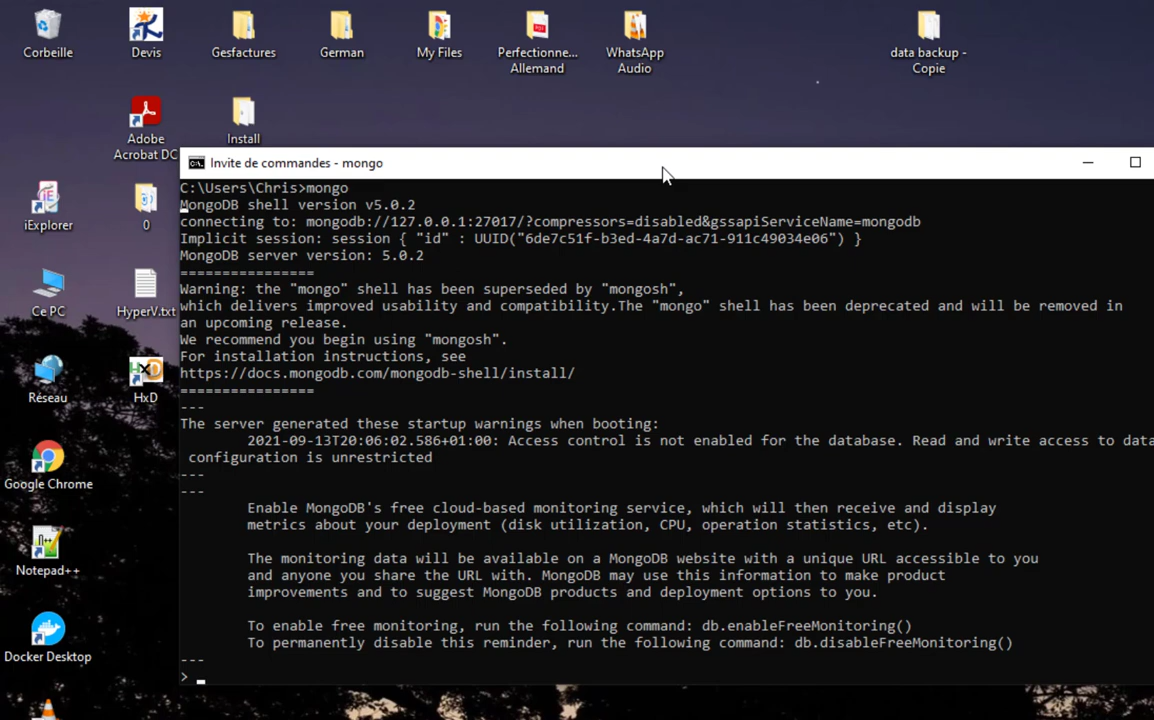 Corbeille
Devis
Gesfactures
German
My Files
Perfectionne...
Allemand
WhatsApp
Audio
data backup -
Copie
Adobe
Acrobat DC
Install
iExplorer
0
Ce PC
HyperV.txt
Réseau
HxD
Google Chrome
Notepad++
Docker Desktop
Invite de commandes - mongo
C:\Users\Chris>mongo
MongoDB shell version v5.0.2
connecting to: mongodb://127.0.0.1:27017/?compressors=disabled&gssapiServiceName=mongodb
Implicit session: session { "id" : UUID("6de7c51f-b3ed-4a7d-ac71-911c49034e06") }
MongoDB server version: 5.0.2
================
Warning: the "mongo" shell has been superseded by "mongosh",
which delivers improved usability and compatibility.The "mongo" shell has been deprecated and will be removed in
an upcoming release.
We recommend you begin using "mongosh".
For installation instructions, see
https://docs.mongodb.com/mongodb-shell/install/
================
---
The server generated these startup warnings when booting:
2021-09-13T20:06:02.586+01:00: Access control is not enabled for the database. Read and write access to data
configuration is unrestricted
---
---
Enable MongoDB's free cloud-based monitoring service, which will then receive and display
metrics about your deployment (disk utilization, CPU, operation statistics, etc).
The monitoring data will be available on a MongoDB website with a unique URL accessible to you
and anyone you share the URL with. MongoDB may use this information to make product
improvements and to suggest MongoDB products and deployment options to you.
To enable free monitoring, run the following command: db.enableFreeMonitoring()
To permanently disable this reminder, run the following command: db.disableFreeMonitoring()
---
>